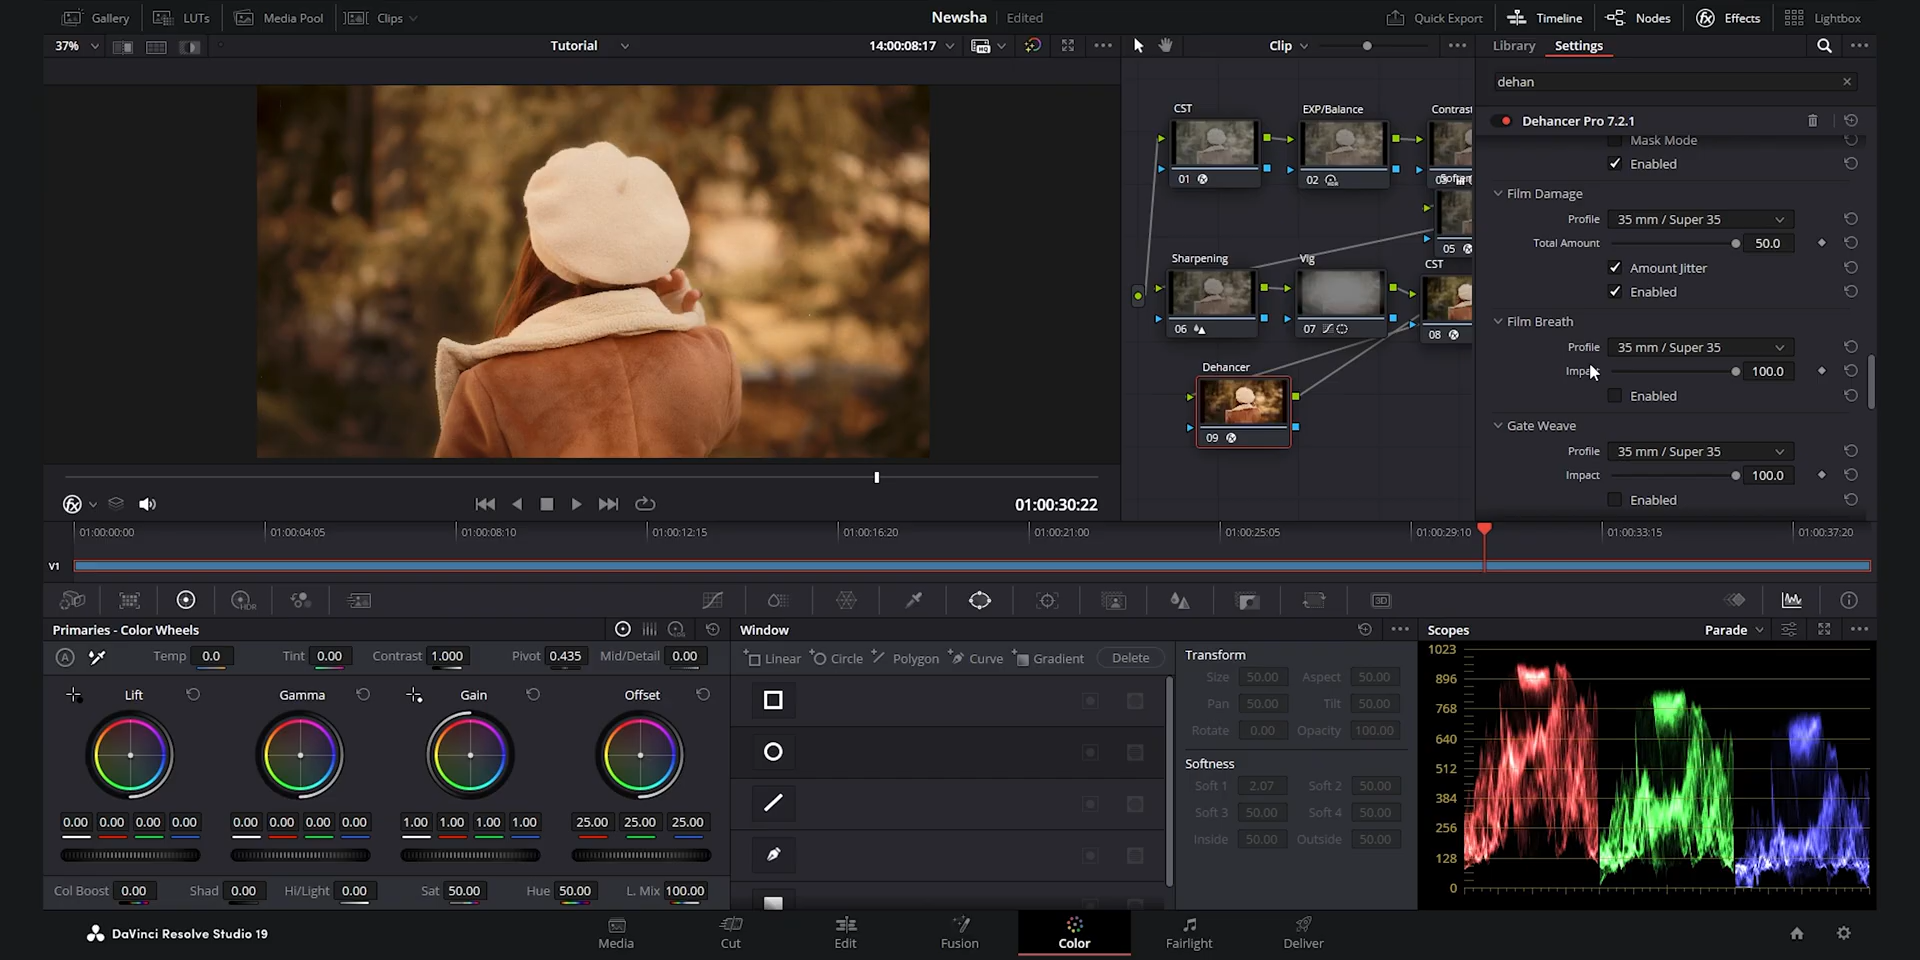 Gallery LUTs Media Pool Clips Newsha Edited Quick Export Timeline Nodes Effects Lightbox
37% Tutorial 14:00:08:17 Clip Library Settings
dehan
Dehancer Pro 7.2.1
CST EXP/Balance Contrast
Mask Mode
Enabled
01 02
Film Damage
Profile 35 mm / Super 35
Total Amount 50.0
05
Sharpening Vig CST
Amount Jitter
Enabled
Film Breath
06 07 08
Profile 35 mm / Super 35
Dehancer
Impact 100.0
Enabled
Gate Weave
09
Profile 35 mm / Super 35
Impact 100.0
Enabled
01:00:30:22
01:00:00:00 01:00:04:05 01:00:08:10 01:00:12:15 01:00:16:20 01:00:21:00 01:00:25:05 01:00:29:10 01:00:33:15 01:00:37:20
V1
HDR 3D
Primaries - Color Wheels Window Scopes Parade
A Temp 0.0 Tint 0.00 Contrast 1.000 Pivot 0.435 Mid/Detail 0.00
Linear Circle Polygon Curve Gradient Delete
Transform
Size 50.00 Aspect 50.00
Pan 50.00 Tilt 50.00
Rotate 0.00 Opacity 100.00
Softness
Soft 1 2.07 Soft 2 50.00
Soft 3 50.00 Soft 4 50.00
Inside 50.00 Outside 50.00
1023
896
768
640
512
384
256
128
0
Lift Gamma Gain Offset
0.00 0.00 0.00 0.00 0.00 0.00 0.00 0.00 1.00 1.00 1.00 1.00 25.00 25.00 25.00
Col Boost 0.00 Shad 0.00 Hi/Light 0.00 Sat 50.00 Hue 50.00 L. Mix 100.00
DaVinci Resolve Studio 19
Media Cut Edit Fusion Color Fairlight Deliver